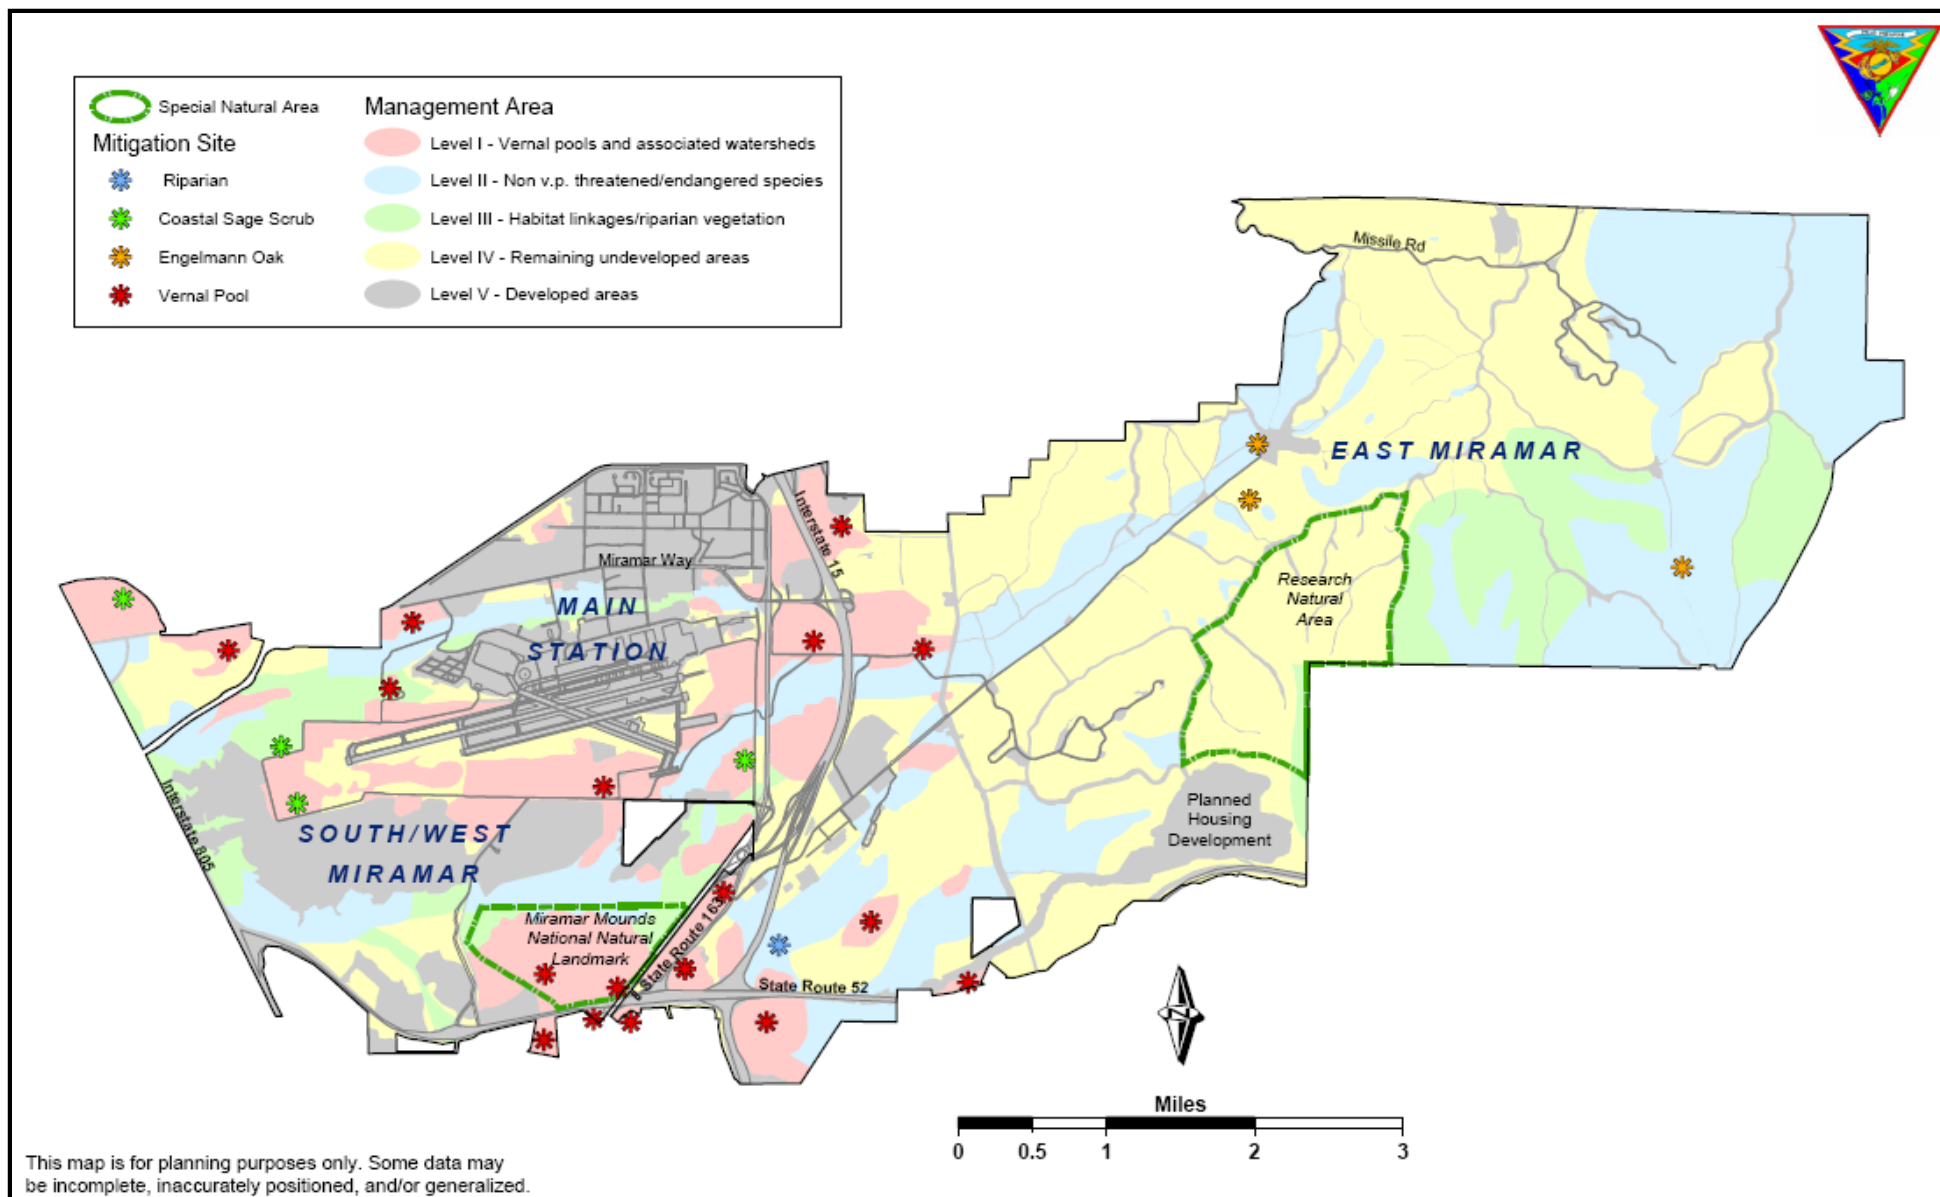 Special Natural Area
Mitigation Site
Riparian
Coastal Sage Scrub
Engelmann Oak
Vernal Pool
Management Area
Level I - Vernal pools and associated watersheds
Level II - Non v.p. threatened/endangered species
Level III - Habitat linkages/riparian vegetation
Level IV - Remaining undeveloped areas
Level V - Developed areas
Missile Rd
EAST MIRAMAR
Interstate 15
Miramar Way
MAIN
STATION
Research
Natural
Area
Interstate 805
SOUTH/WEST
MIRAMAR
Planned
Housing
Development
Miramar Mounds
National Natural
Landmark
State Route 163
State Route 52
N
Miles
0 0.5 1 2 3
This map is for planning purposes only. Some data may
be incomplete, inaccurately positioned, and/or generalized.